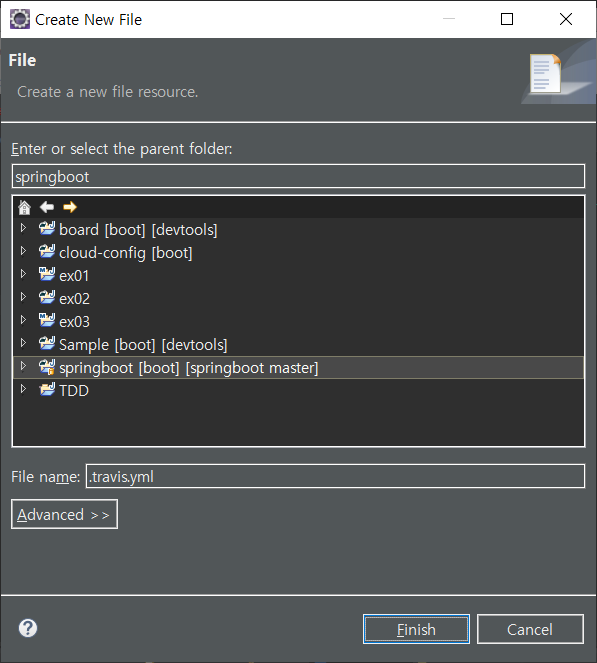 Create New File
File
Create a new file resource.
Enter or select the parent folder:
springboot
board [boot] [devtools]
cloud-config [boot]
ex01
ex02
ex03
Sample [boot] [devtools]
springboot [boot] [springboot master]
TDD
File name: .travis.yml
Advanced >>
?
Finish Cancel